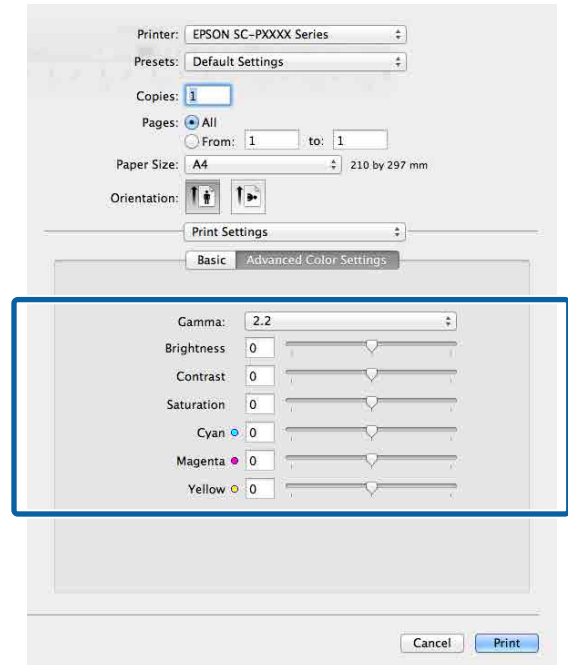 Printer: EPSON SC-PXXXX Series
Presets: Default Settings
Copies: 1
Pages: All
From: 1 to: 1
Paper Size: A4 210 by 297 mm
Orientation:
Print Settings
Basic Advanced Color Settings
Gamma: 2.2
Brightness 0
Contrast 0
Saturation 0
Cyan 0
Magenta 0
Yellow 0
Cancel Print